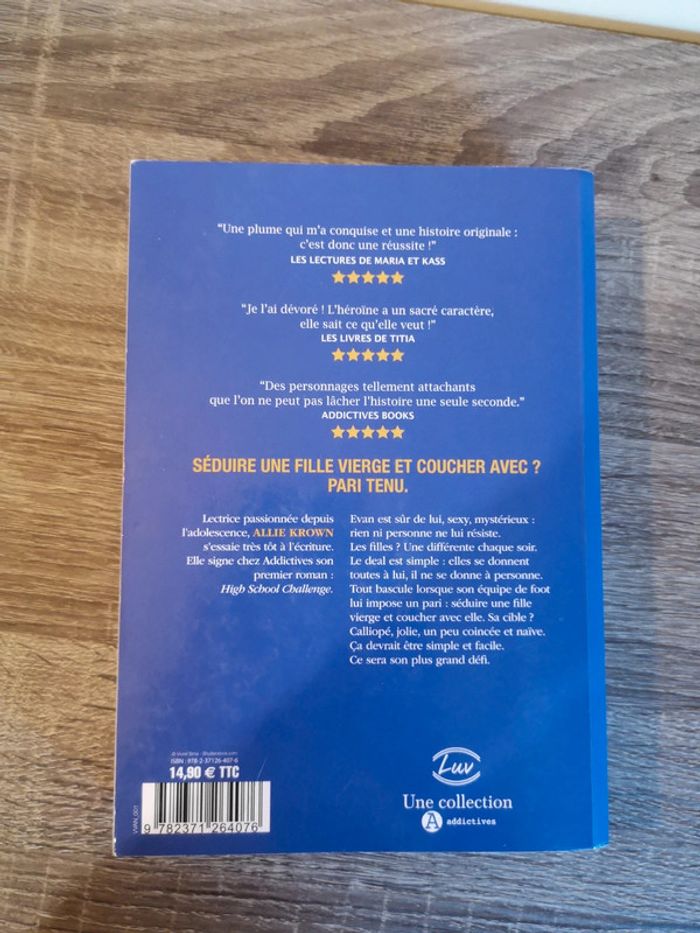 “Une plume qui m'a conquise et une histoire originale :
c'est donc une réussite !”
LES LECTURES DE MARIA ET KASS
“Je l'ai dévoré ! L'héroïne a un sacré caractère,
elle sait ce qu'elle veut !”
LES LIVRES DE TITIA
“Des personnages tellement attachants
que l'on ne peut pas lâcher l'histoire une seule seconde.”
ADDICTIVES BOOKS
SÉDUIRE UNE FILLE VIERGE ET COUCHER AVEC ?
PARI TENU.
Lectrice passionnée depuis
l'adolescence, ALLIE KROWN
s'essaie très tôt à l'écriture.
Elle signe chez Addictives son
premier roman :
High School Challenge.
Evan est sûr de lui, sexy, mystérieux :
rien ni personne ne lui résiste.
Les filles ? Une différente chaque soir.
Le deal est simple : elles se donnent
toutes à lui, il ne se donne à personne.
Tout bascule lorsque son équipe de foot
lui impose un pari : séduire une fille
vierge et coucher avec elle. Sa cible ?
Calliopé, jolie, un peu coincée et naïve.
Ça devrait être simple et facile.
Ce sera son plus grand défi.
ISBN : 978-2-37126-407-6
14,90 € TTC
9 782371 264076
Luv
Une collection
A addictives